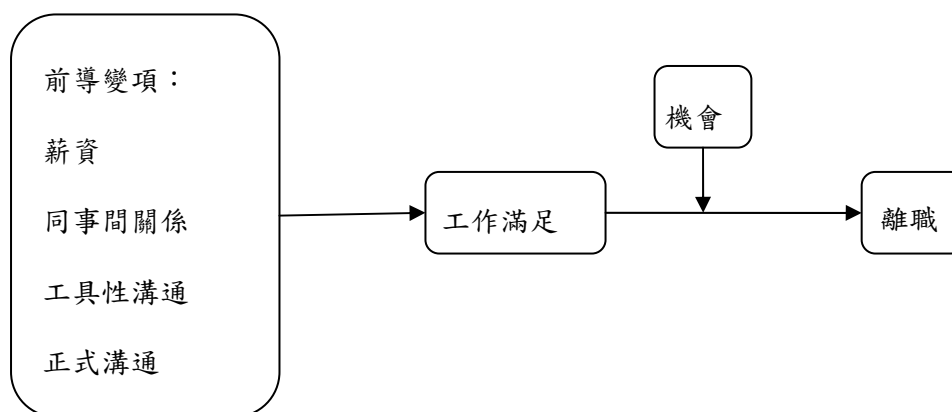 前導變項：
薪資
同事間關係
工具性溝通
正式溝通
工作滿足
機會
離職